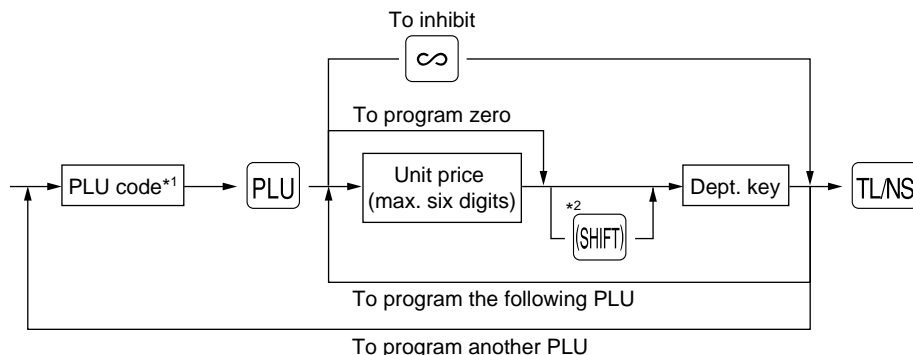 To inhibit
∞
To program zero
PLU code*1
PLU
Unit price
(max. six digits)
*2
(SHIFT)
Dept. key
TL/NS
To program the following PLU
To program another PLU